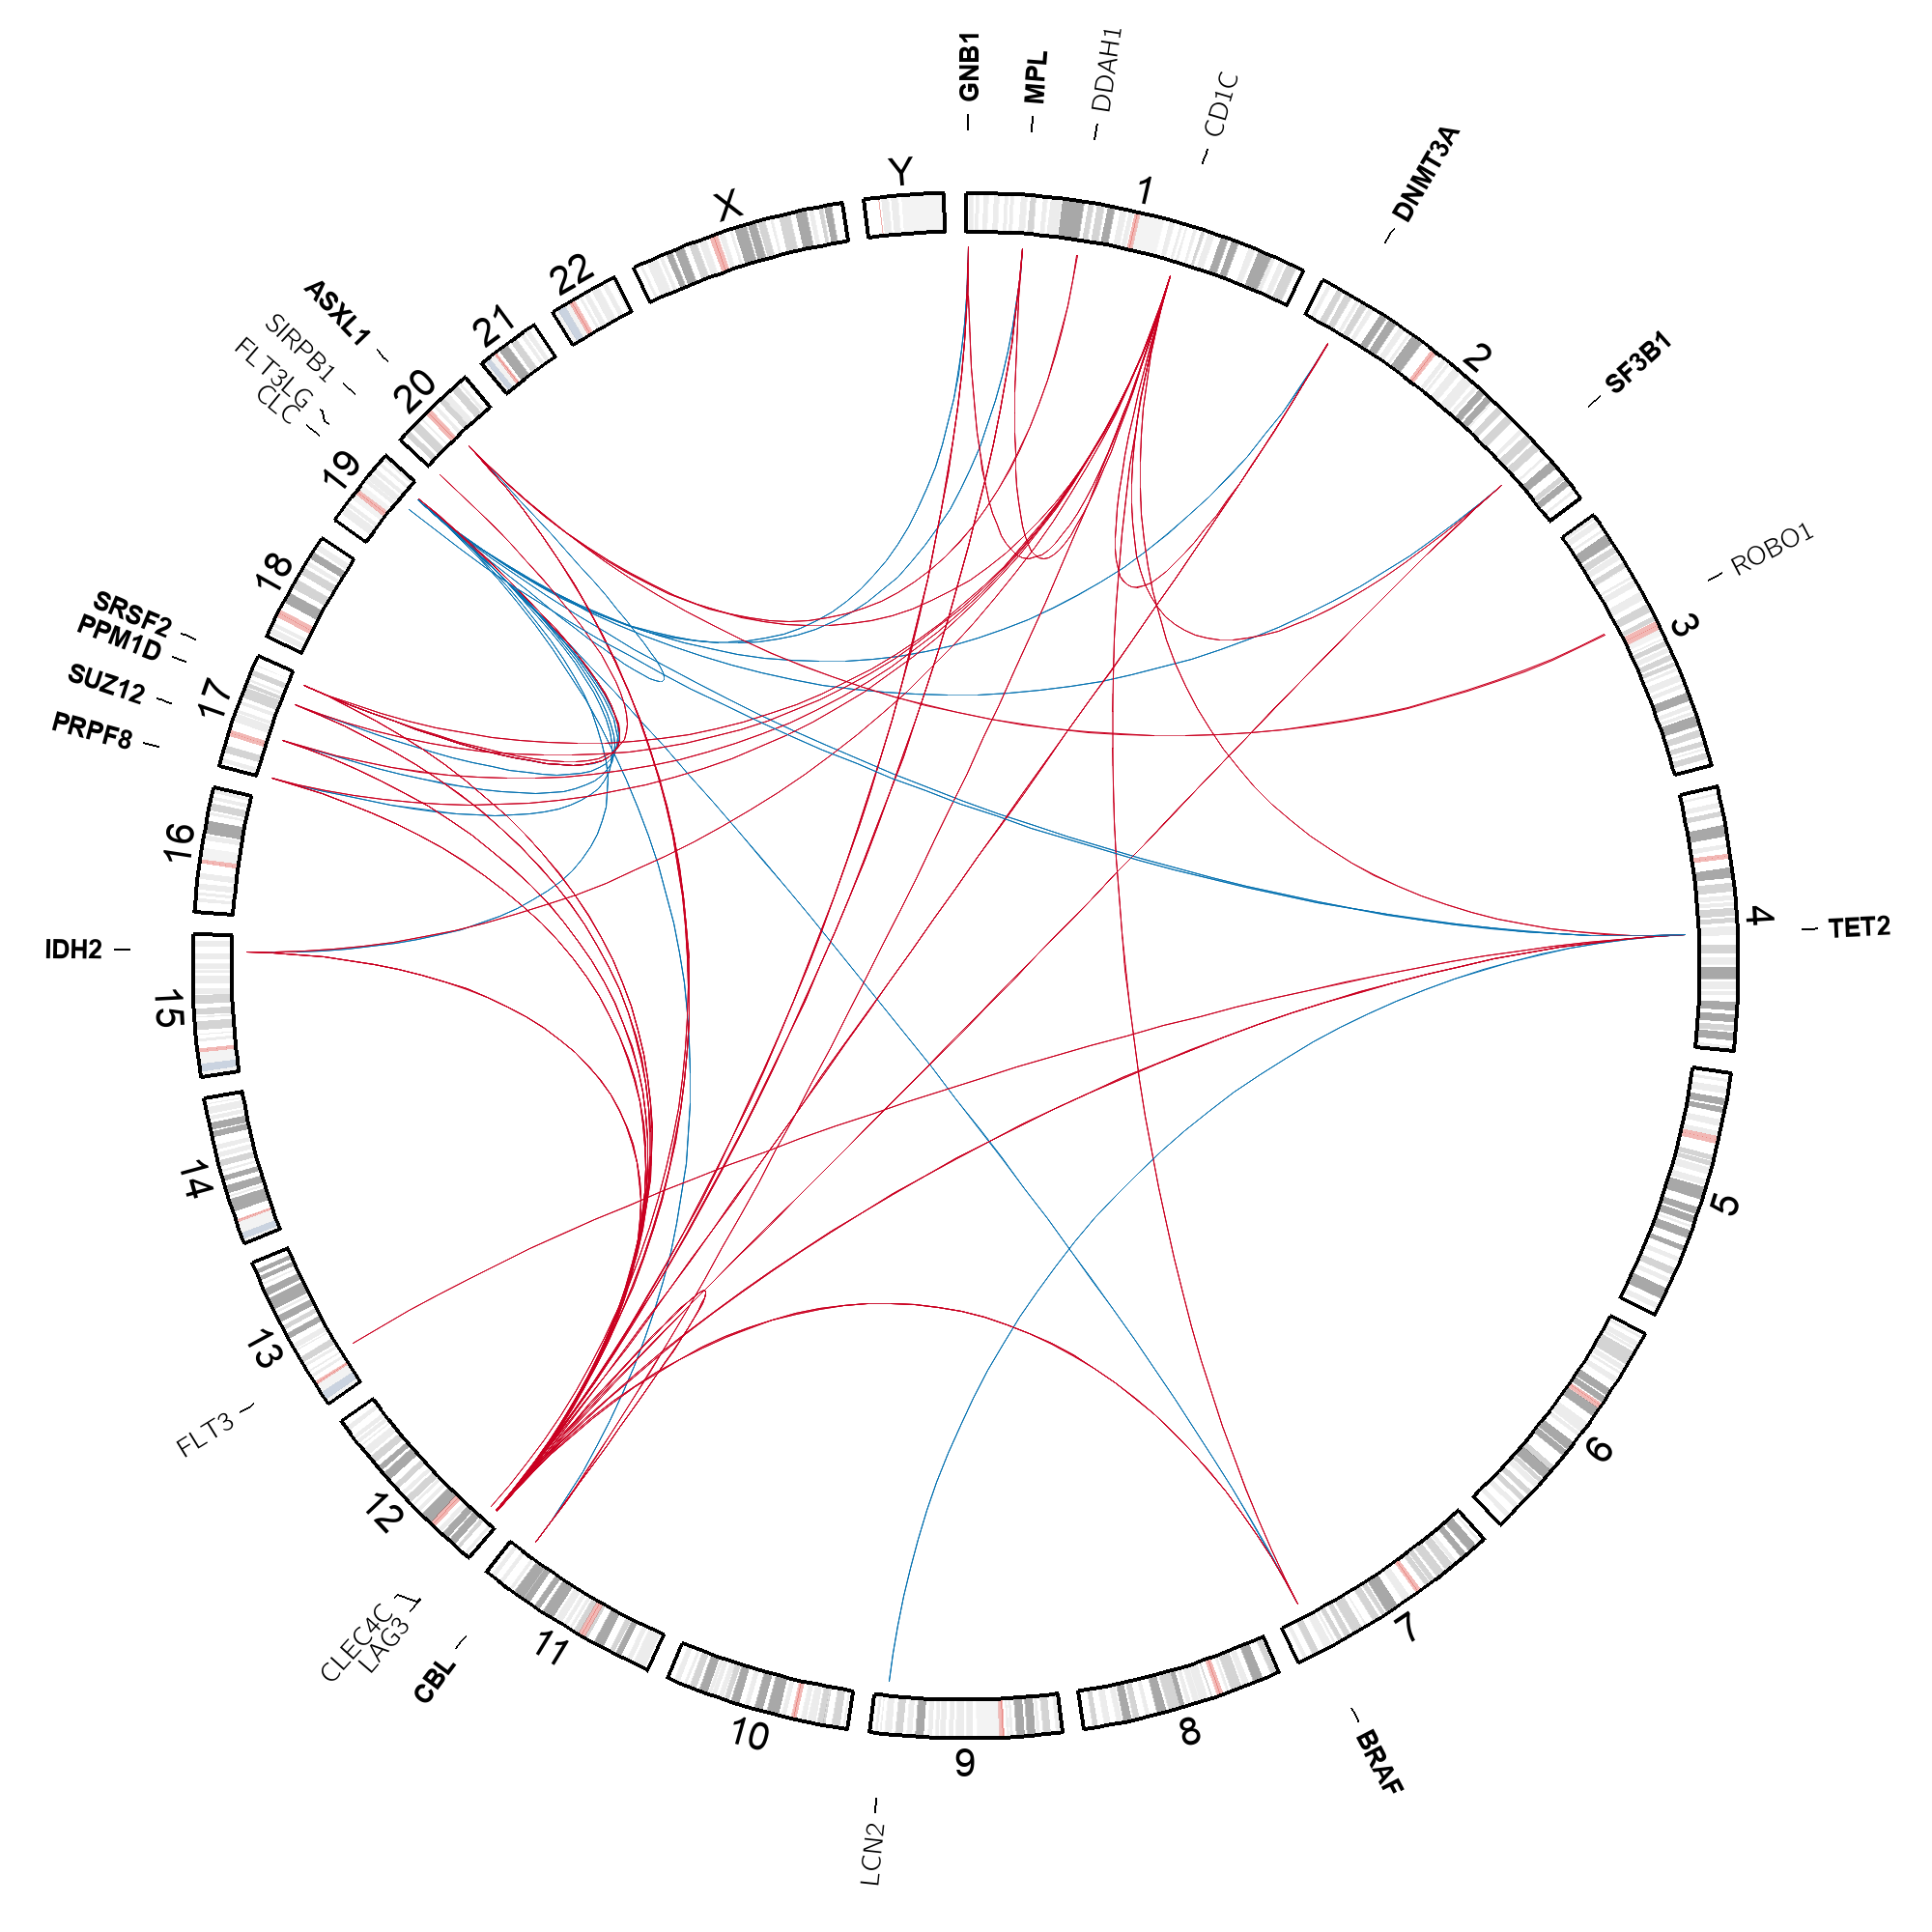 GNB1
MPL
DDAH1
CD1C
DNMT3A
SF3B1
ROBO1
TET2
BRAF
LCN2
CBL
LAG3
CLEC4C
FLT3
IDH2
PRPF8
SUZ12
PPM1D
SRSF2
CLC
FLT3LG
SIRPB1
ASXL1
1
2
3
4
5
6
7
8
9
10
11
12
13
14
15
16
17
18
19
20
21
22
X
Y